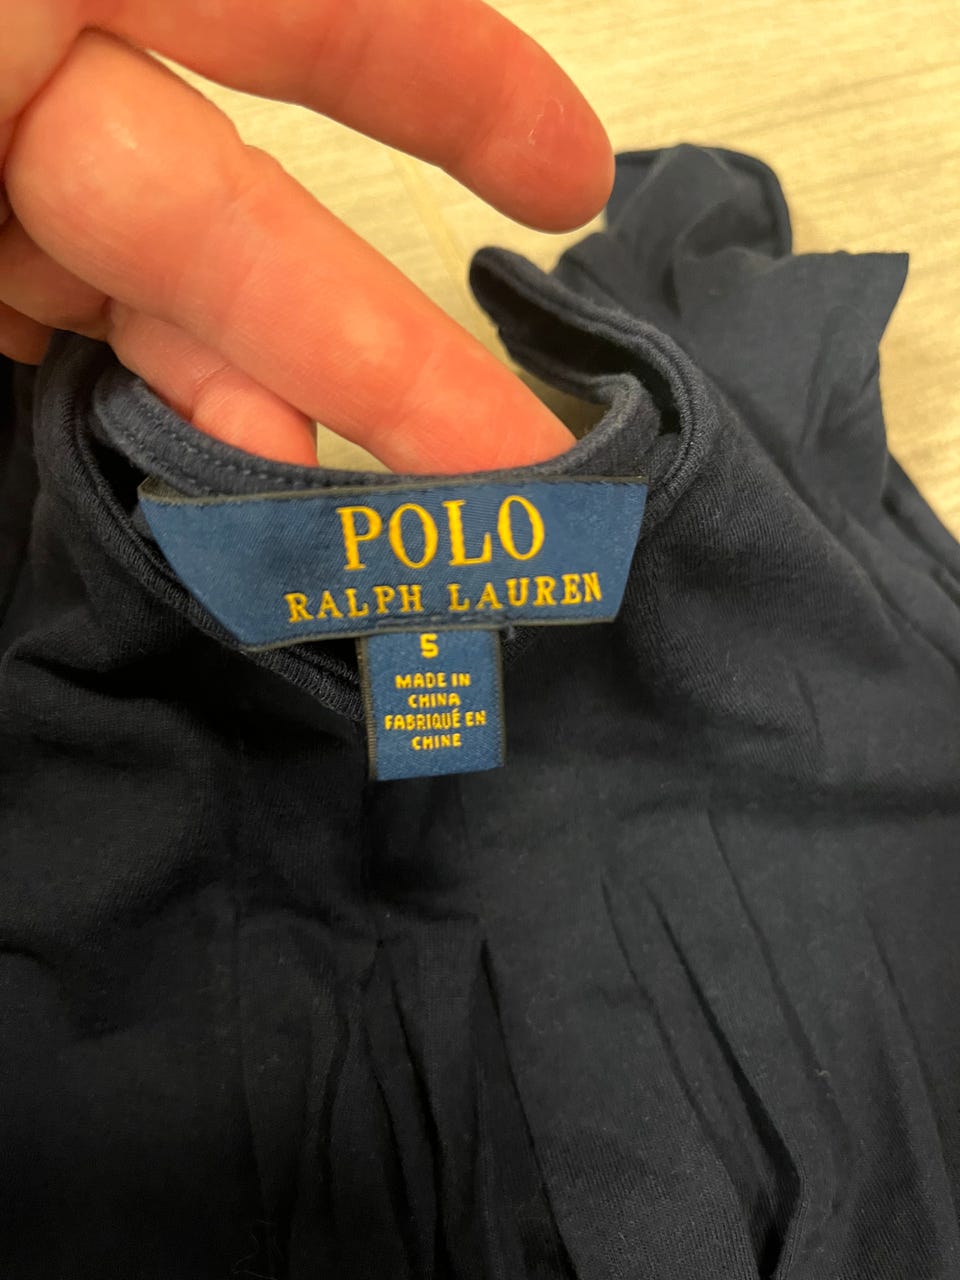 POLO
RALPH LAUREN
5
MADE IN
CHINA
FABRIQUÉ EN
CHINE